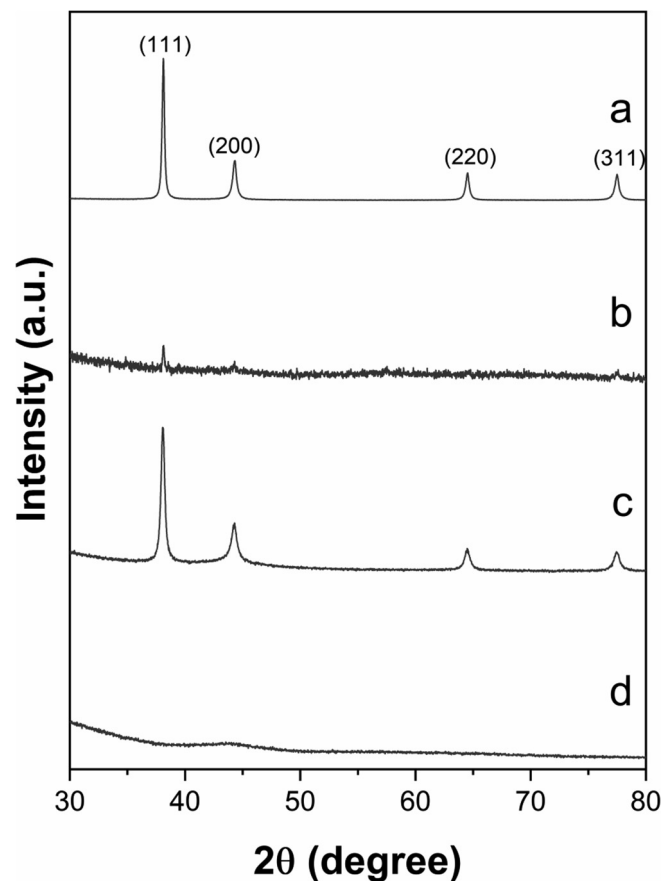 (111)
a
(200)
(220)
(311)
b
c
d
Intensity (a.u.)
30
40
50
60
70
80
2θ (degree)